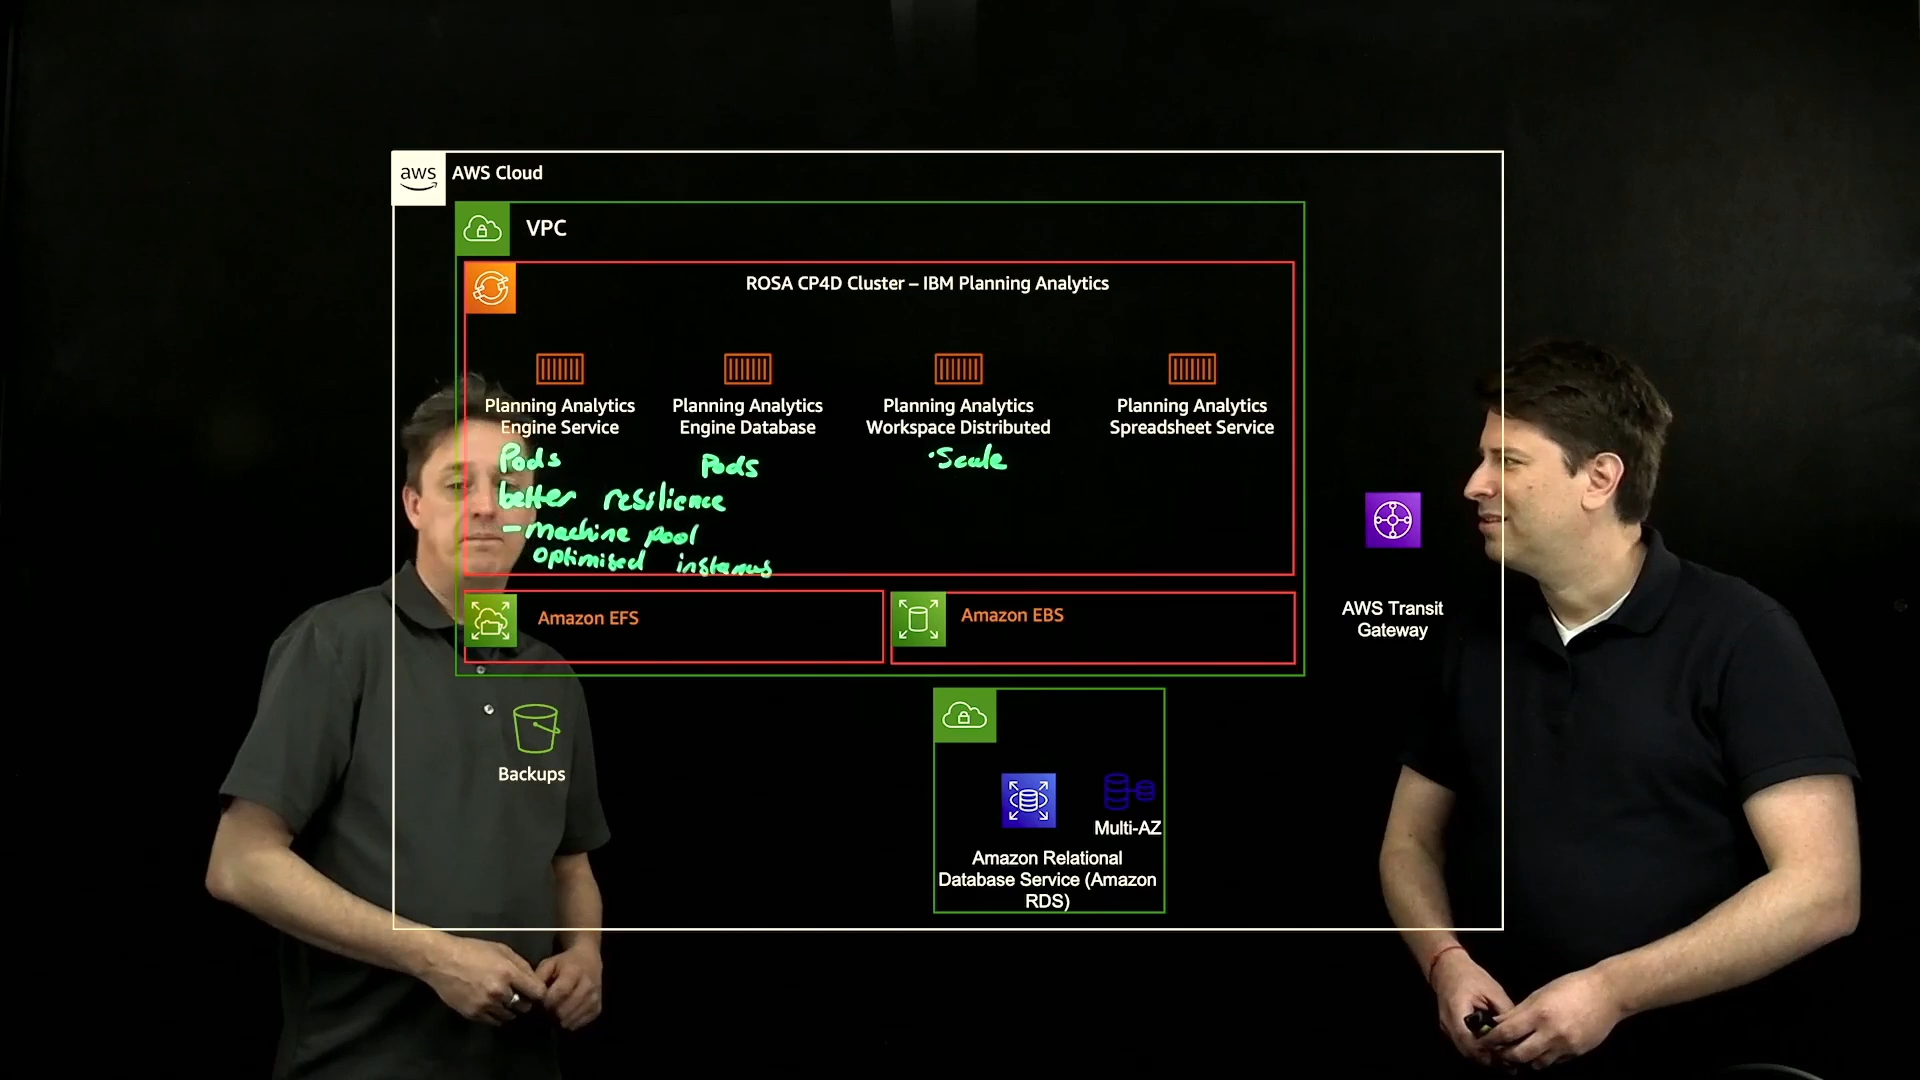 aws
AWS Cloud
VPC
ROSA CP4D Cluster – IBM Planning Analytics
Planning Analytics
Engine Service
Planning Analytics
Engine Database
Planning Analytics
Workspace Distributed
Planning Analytics
Spreadsheet Service
Pods
Pods
·Scale
better resilience
- machine pool
optimised instances
Amazon EFS
Amazon EBS
AWS Transit
Gateway
Backups
Multi-AZ
Amazon Relational
Database Service (Amazon
RDS)